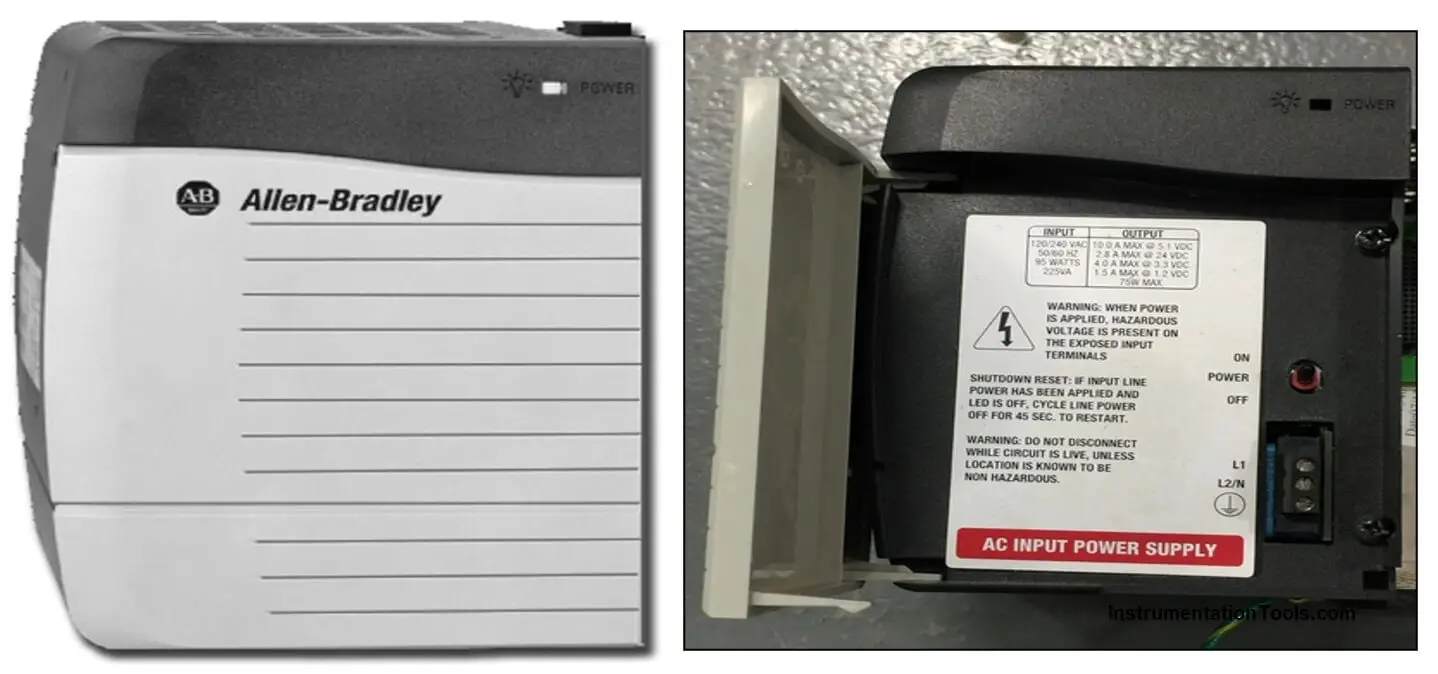 POWER
A-B
Allen-Bradley
POWER
INPUT OUTPUT
120/240 VAC 10.0 A MAX @ 5.1 VDC
50/60 HZ 2.8 A MAX @ 24 VDC
95 WATTS 4.0 A MAX @ 3.3 VDC
225VA 1.5 A MAX @ 1.2 VDC
75W MAX
WARNING: WHEN POWER
IS APPLIED, HAZARDOUS
VOLTAGE IS PRESENT ON
THE EXPOSED INPUT
TERMINALS
ON
POWER
OFF
SHUTDOWN RESET: IF INPUT LINE
POWER HAS BEEN APPLIED AND
LED IS OFF, CYCLE LINE POWER
OFF FOR 45 SEC. TO RESTART.
WARNING: DO NOT DISCONNECT
WHILE CIRCUIT IS LIVE, UNLESS
LOCATION IS KNOWN TO BE
NON HAZARDOUS.
L1
L2/N
AC INPUT POWER SUPPLY
InstrumentationTools.com